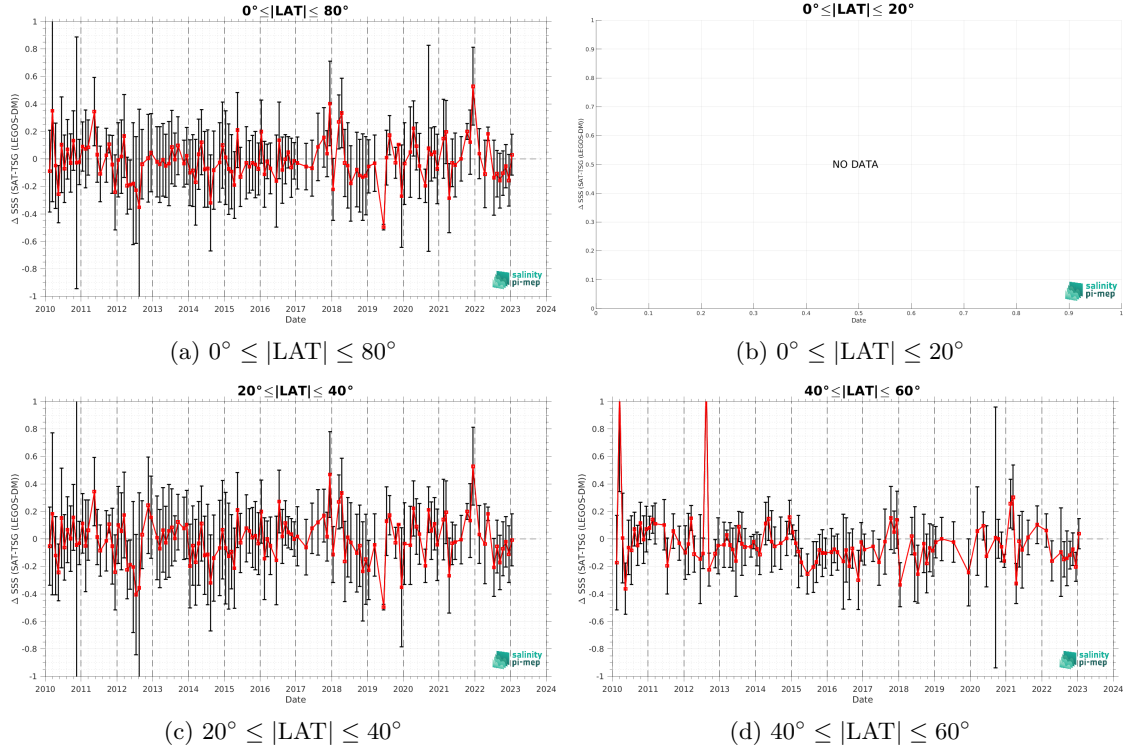 0°≤|LAT|≤ 80°
1
0.8
0.6
0.4
0.2
0
-0.2
-0.4
-0.6
-0.8
-1
Δ SSS (SAT-TSG (LEGOS-DM))
2010 2011 2012 2013 2014 2015 2016 2017 2018 2019 2020 2021 2022 2023 2024
Date
salinity
pi-mep
(a) 0° ≤ |LAT| ≤ 80°
0°≤|LAT|≤ 20°
1
0.9
0.8
0.7
0.6
0.5
0.4
0.3
0.2
0.1
0
Δ SSS (SAT-TSG (LEGOS-DM))
NO DATA
0 0.1 0.2 0.3 0.4 0.5 0.6 0.7 0.8 0.9 1
Date
salinity
pi-mep
(b) 0° ≤ |LAT| ≤ 20°
20°≤|LAT|≤ 40°
1
0.8
0.6
0.4
0.2
0
-0.2
-0.4
-0.6
-0.8
-1
Δ SSS (SAT-TSG (LEGOS-DM))
2010 2011 2012 2013 2014 2015 2016 2017 2018 2019 2020 2021 2022 2023 2024
Date
salinity
pi-mep
(c) 20° ≤ |LAT| ≤ 40°
40°≤|LAT|≤ 60°
1
0.8
0.6
0.4
0.2
0
-0.2
-0.4
-0.6
-0.8
-1
Δ SSS (SAT-TSG (LEGOS-DM))
2010 2011 2012 2013 2014 2015 2016 2017 2018 2019 2020 2021 2022 2023 2024
Date
salinity
pi-mep
(d) 40° ≤ |LAT| ≤ 60°